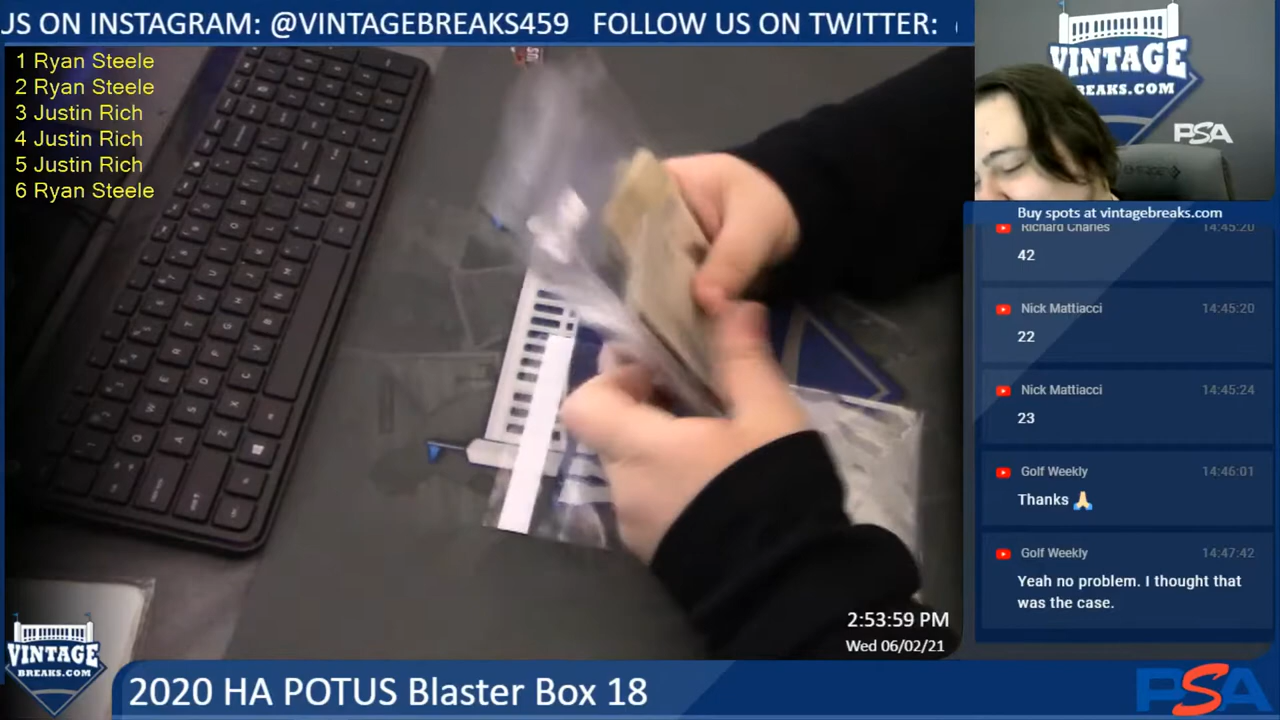 JS ON INSTAGRAM: @VINTAGEBREAKS459 FOLLOW US ON TWITTER:
1 Ryan Steele
2 Ryan Steele
3 Justin Rich
4 Justin Rich
5 Justin Rich
6 Ryan Steele
VINTAGE
BREAKS.COM
PSA
Buy spots at vintagebreaks.com
Richard Charles 14:45:20
42
Nick Mattiacci 14:45:20
22
Nick Mattiacci 14:45:24
23
Golf Weekly 14:46:01
Thanks 🙏🏻
Golf Weekly 14:47:42
Yeah no problem. I thought that
was the case.
2:53:59 PM
Wed 06/02/21
VINTAGE
BREAKS.COM
2020 HA POTUS Blaster Box 18
PSA